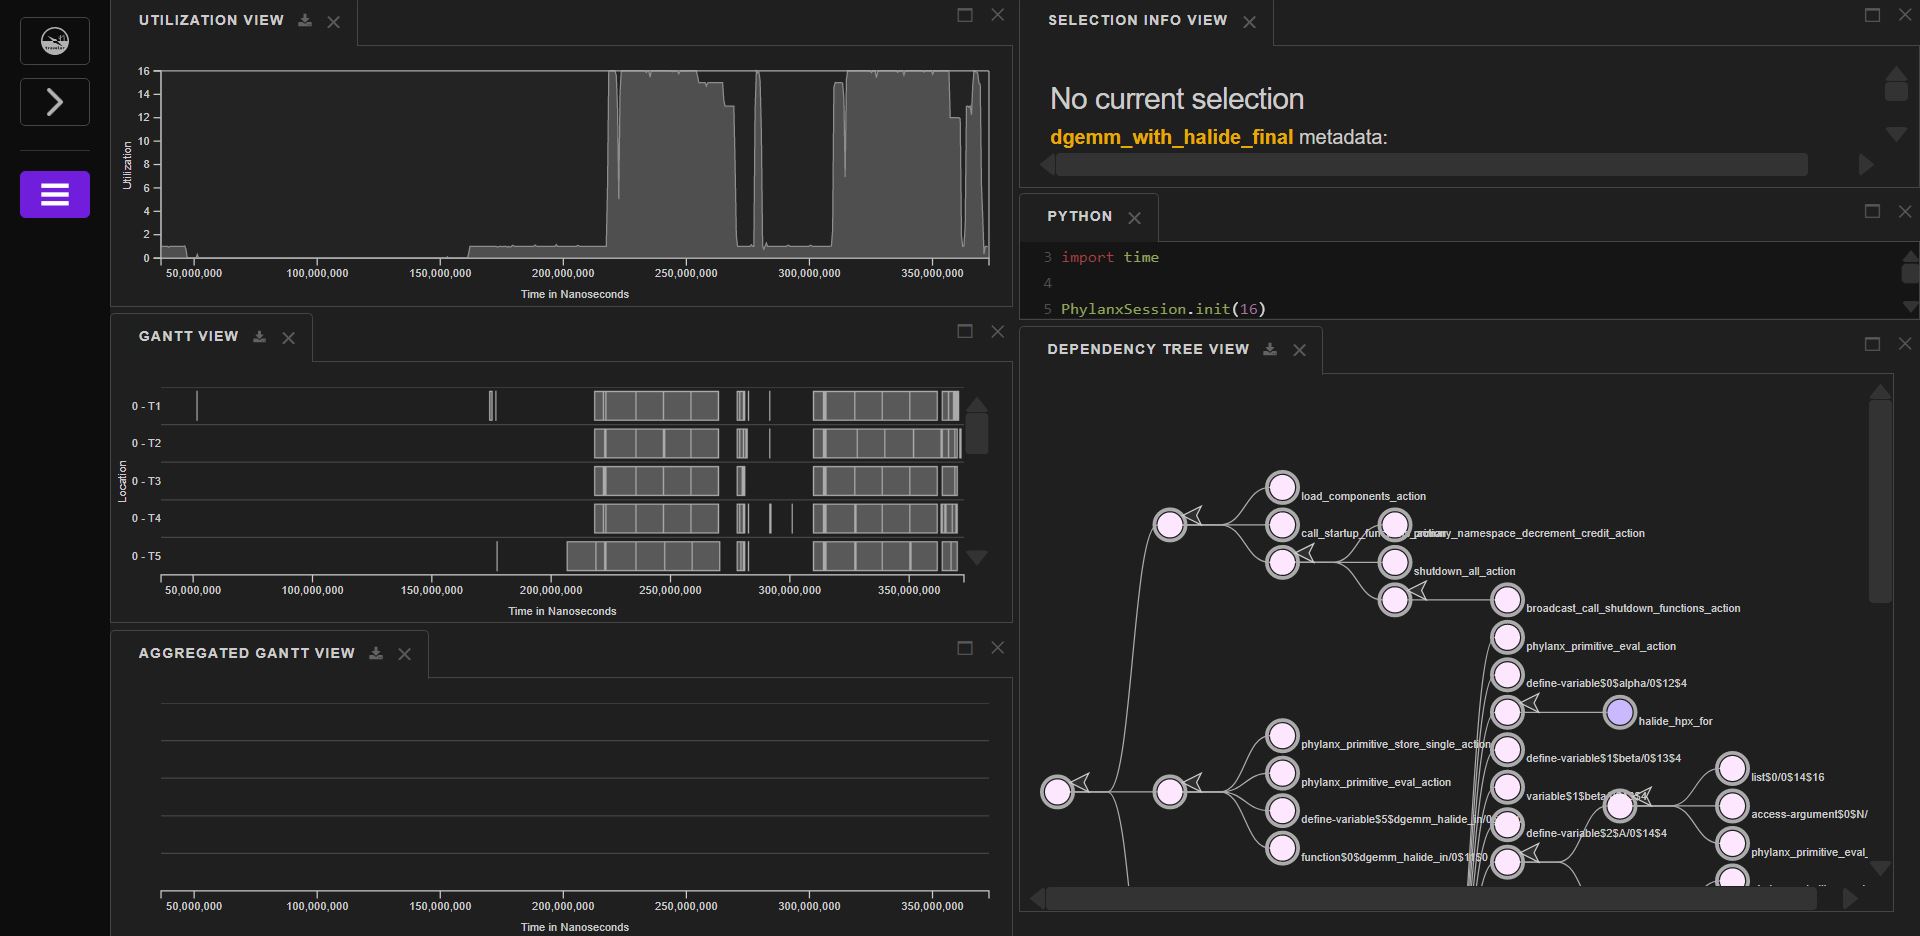 traveler
UTILIZATION VIEW
Utilization
16
14
12
10
8
6
4
2
0
50,000,000 100,000,000 150,000,000 200,000,000 250,000,000 300,000,000 350,000,000
Time in Nanoseconds
GANTT VIEW
Location
0 - T1
0 - T2
0 - T3
0 - T4
0 - T5
50,000,000 100,000,000 150,000,000 200,000,000 250,000,000 300,000,000 350,000,000
Time in Nanoseconds
AGGREGATED GANTT VIEW
50,000,000 100,000,000 150,000,000 200,000,000 250,000,000 300,000,000 350,000,000
Time in Nanoseconds
SELECTION INFO VIEW
No current selection
dgemm_with_halide_final metadata:
PYTHON
3 import time
4
5 PhylanxSession.init(16)
DEPENDENCY TREE VIEW
load_components_action
call_startup_functions_action
primary_namespace_decrement_credit_action
shutdown_all_action
broadcast_call_shutdown_functions_action
phylanx_primitive_eval_action
define-variable$0$alpha/0$12$4
halide_hpx_for
phylanx_primitive_store_single_action
define-variable$1$beta/0$13$4
phylanx_primitive_eval_action
list$0/0$14$16
variable$1$beta
access-argument$0$N/
define-variable$5$dgemm_halide_in/0$
define-variable$2$A/0$14$4
function$0$dgemm_halide_in/0$11$0
phylanx_primitive_eval_